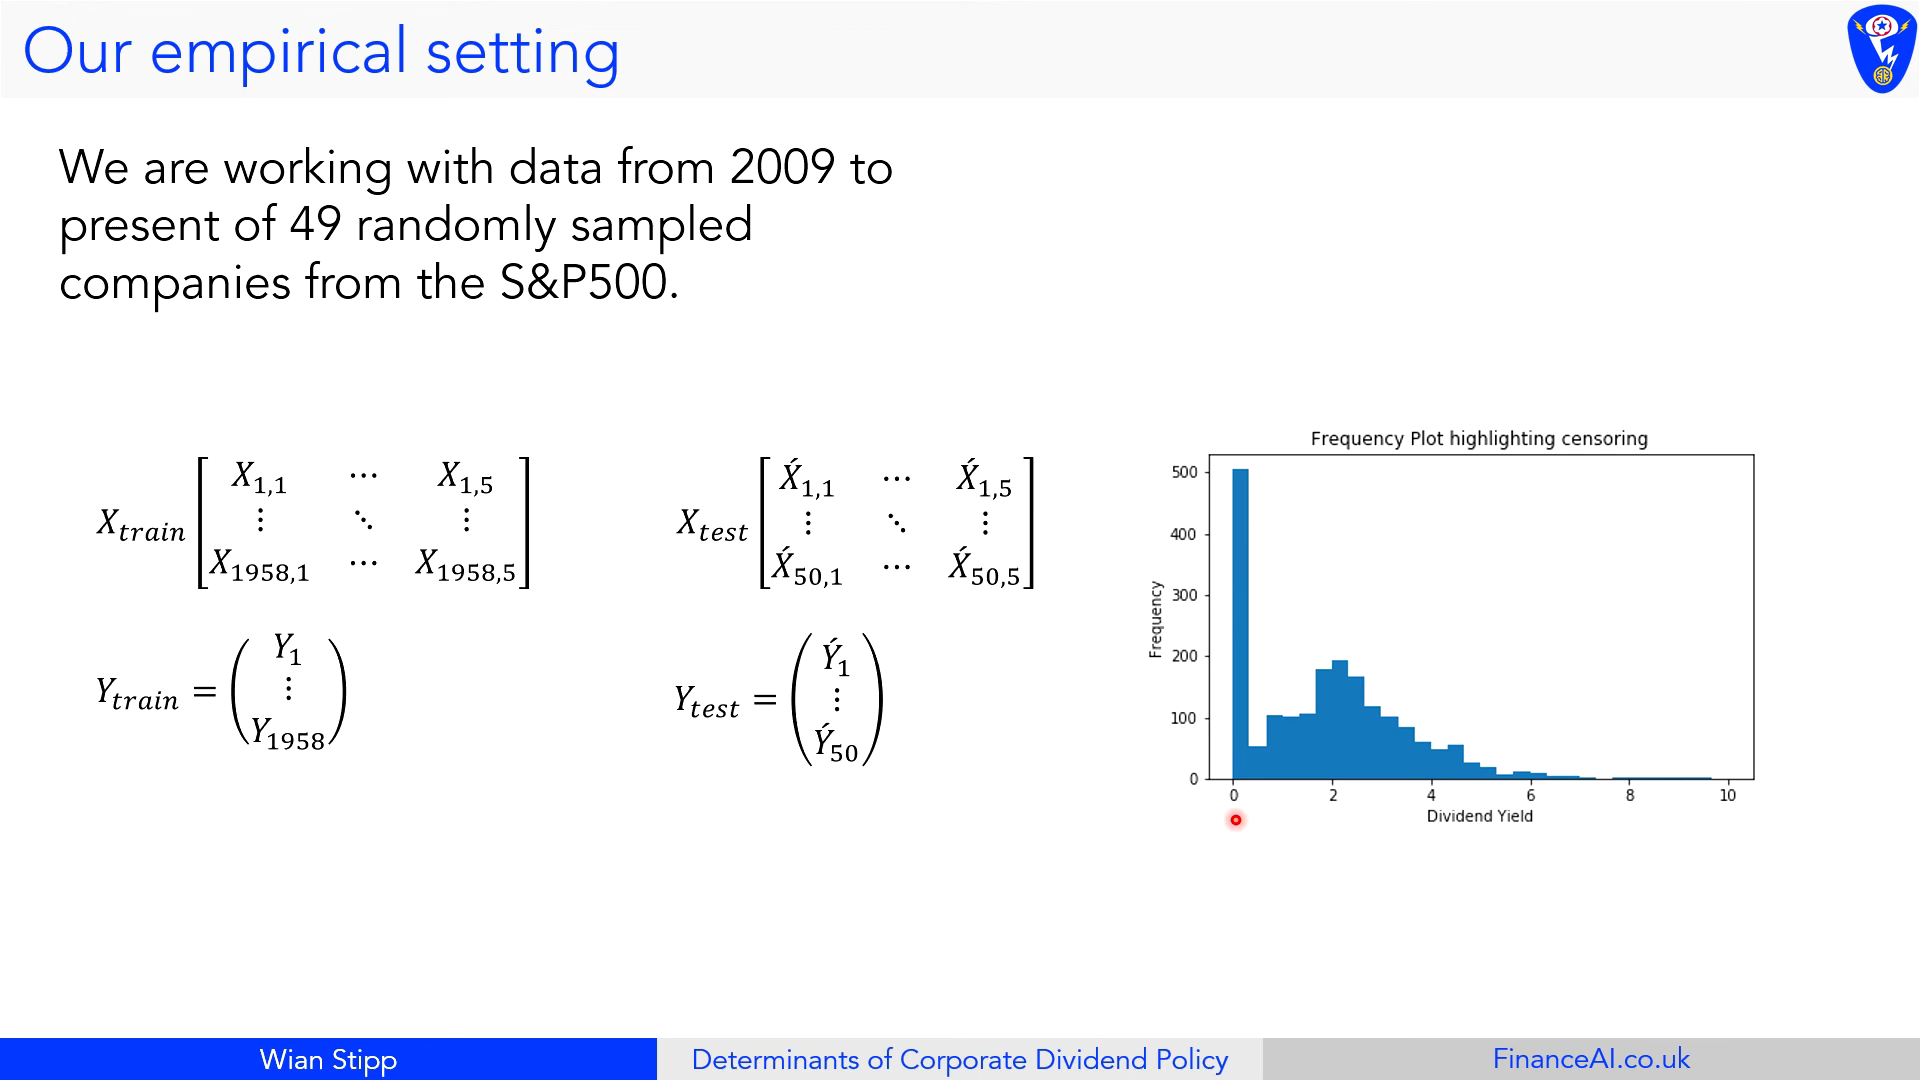 Our empirical setting
We are working with data from 2009 to
present of 49 randomly sampled
companies from the S&P500.
X_train [ X_1,1 ⋯ X_1,5
⋮ ⋱ ⋮
X_1958,1 ⋯ X_1958,5 ]
Y_train = ( Y_1
⋮
Y_1958 )
X_test [ X́_1,1 ⋯ X́_1,5
⋮ ⋱ ⋮
X́_50,1 ⋯ X́_50,5 ]
Y_test = ( Ý_1
⋮
Ý_50 )
Frequency Plot highlighting censoring
500
400
300
200
100
0
Frequency
0 2 4 6 8 10
Dividend Yield
Wian Stipp
Determinants of Corporate Dividend Policy
FinanceAI.co.uk